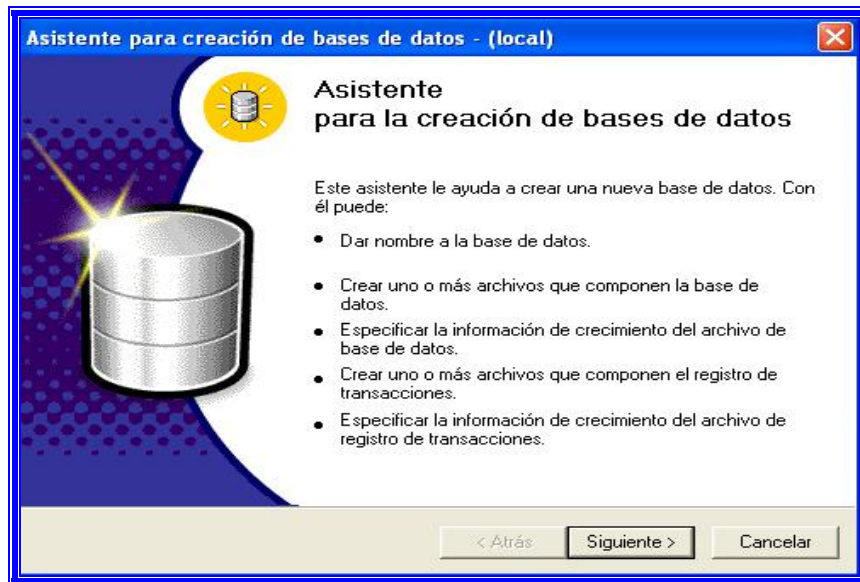 Asistente para creación de bases de datos - (local)
Asistente
para la creación de bases de datos
Este asistente le ayuda a crear una nueva base de datos. Con
él puede:
• Dar nombre a la base de datos.
• Crear uno o más archivos que componen la base de
datos.
• Especificar la información de crecimiento del archivo de
base de datos.
• Crear uno o más archivos que componen el registro de
transacciones.
• Especificar la información de crecimiento del archivo de
registro de transacciones.
< Atrás Siguiente > Cancelar